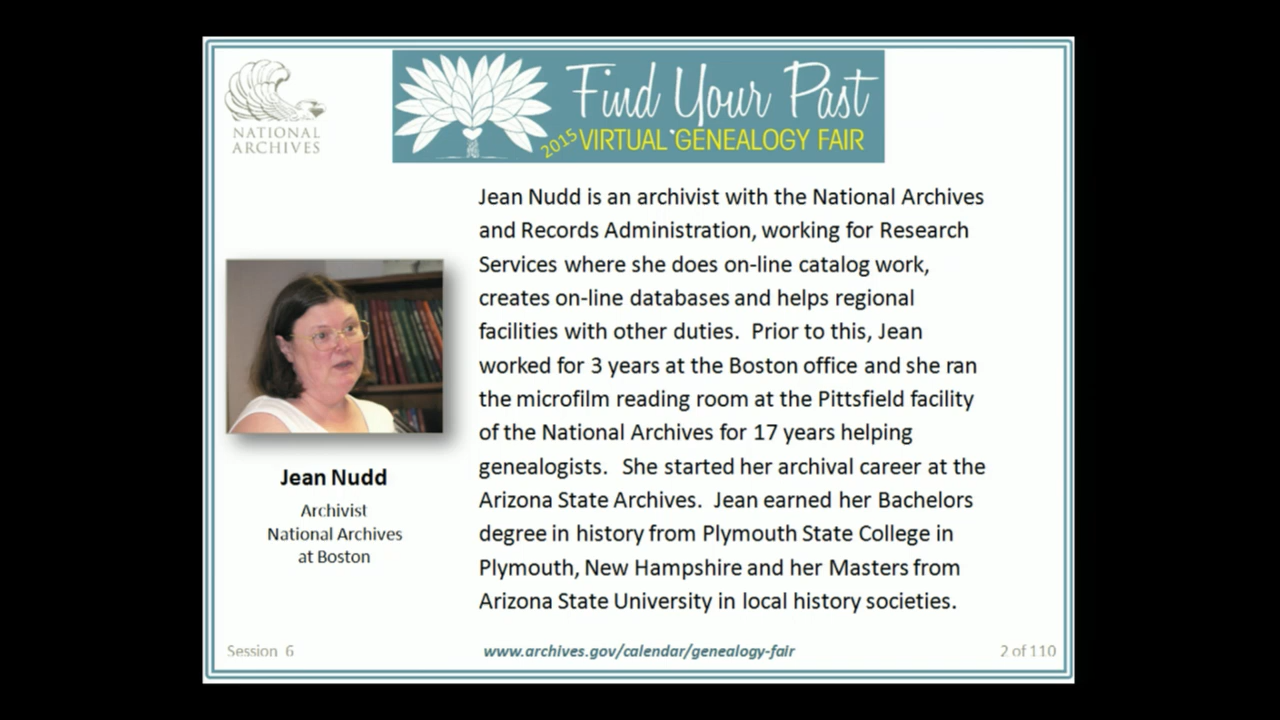 NATIONAL
ARCHIVES
Find Your Past
2015 VIRTUAL GENEALOGY FAIR
Jean Nudd is an archivist with the National Archives
and Records Administration, working for Research
Services where she does on-line catalog work,
creates on-line databases and helps regional
facilities with other duties.  Prior to this, Jean
worked for 3 years at the Boston office and she ran
the microfilm reading room at the Pittsfield facility
of the National Archives for 17 years helping
genealogists.  She started her archival career at the
Arizona State Archives.  Jean earned her Bachelors
degree in history from Plymouth State College in
Plymouth, New Hampshire and her Masters from
Arizona State University in local history societies.
Jean Nudd
Archivist
National Archives
at Boston
Session 6
www.archives.gov/calendar/genealogy-fair
2 of 110